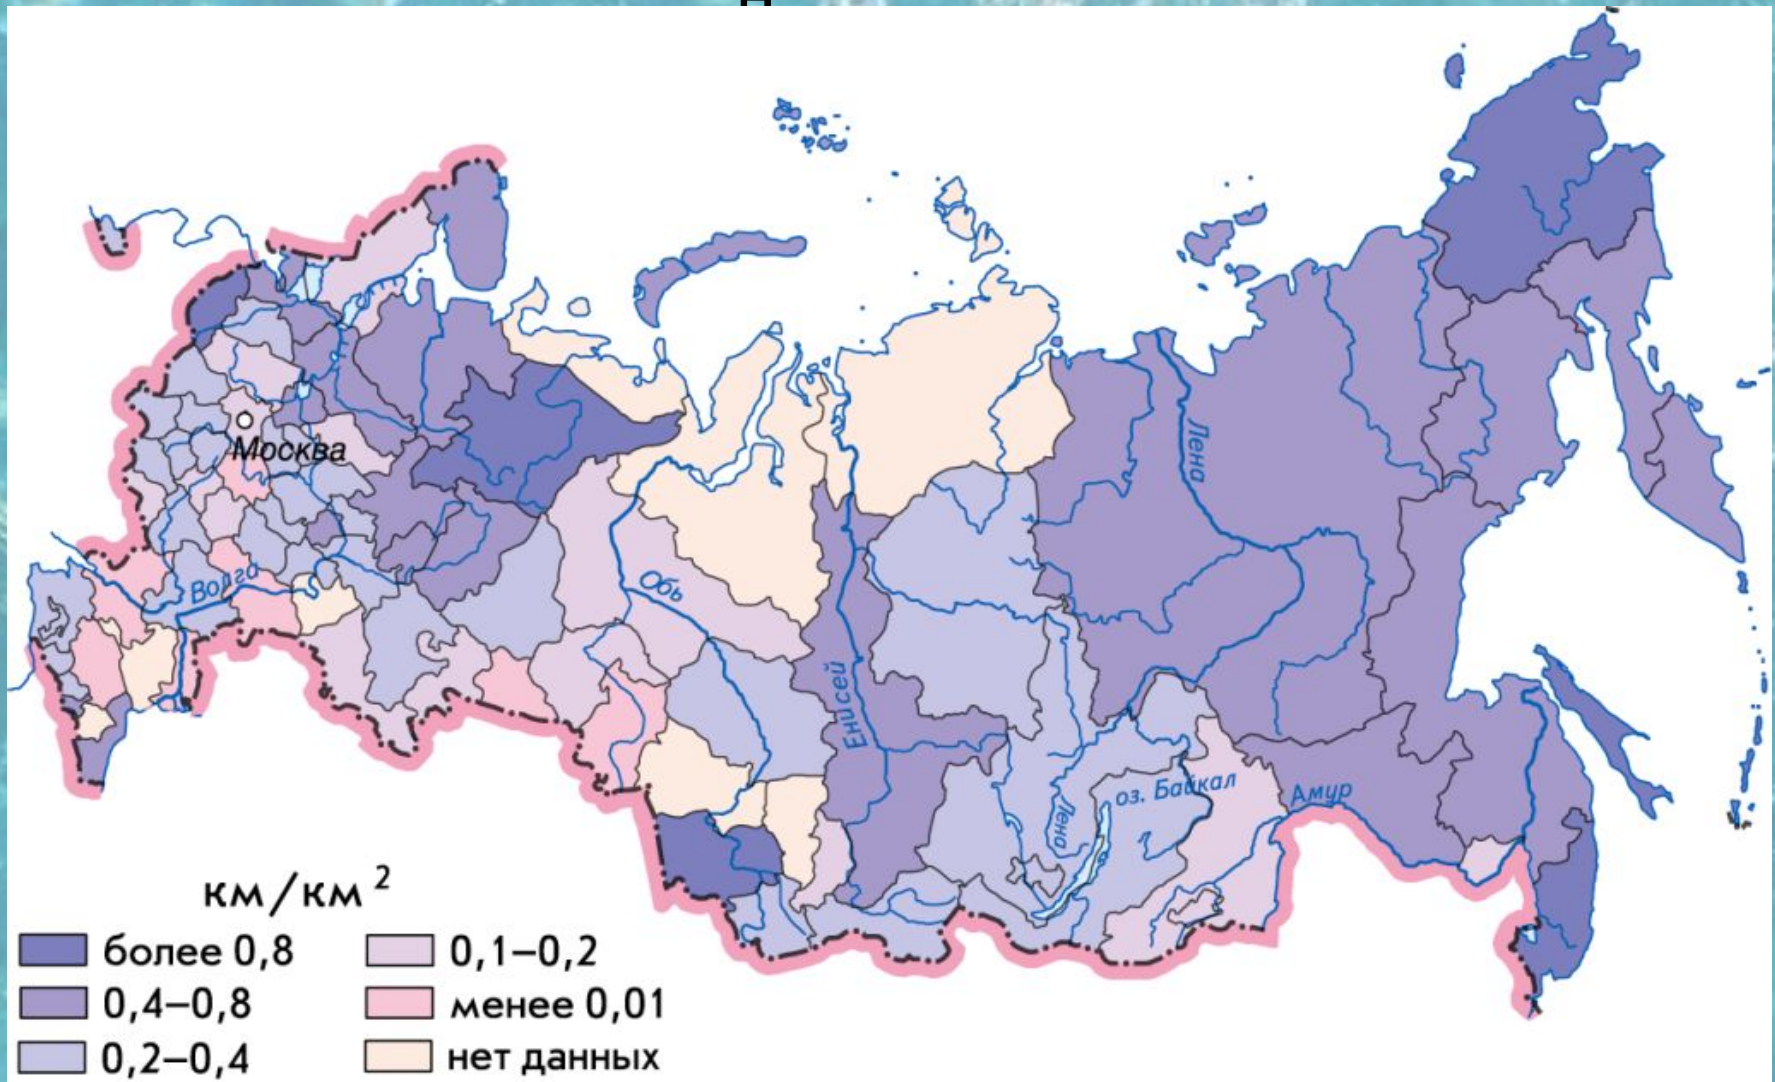 Москва
Волга
Обь
Енисей
Лена
Лена
оз. Байкал
Амур
км/км²
более 0,8
0,4–0,8
0,2–0,4
0,1–0,2
менее 0,01
нет данных